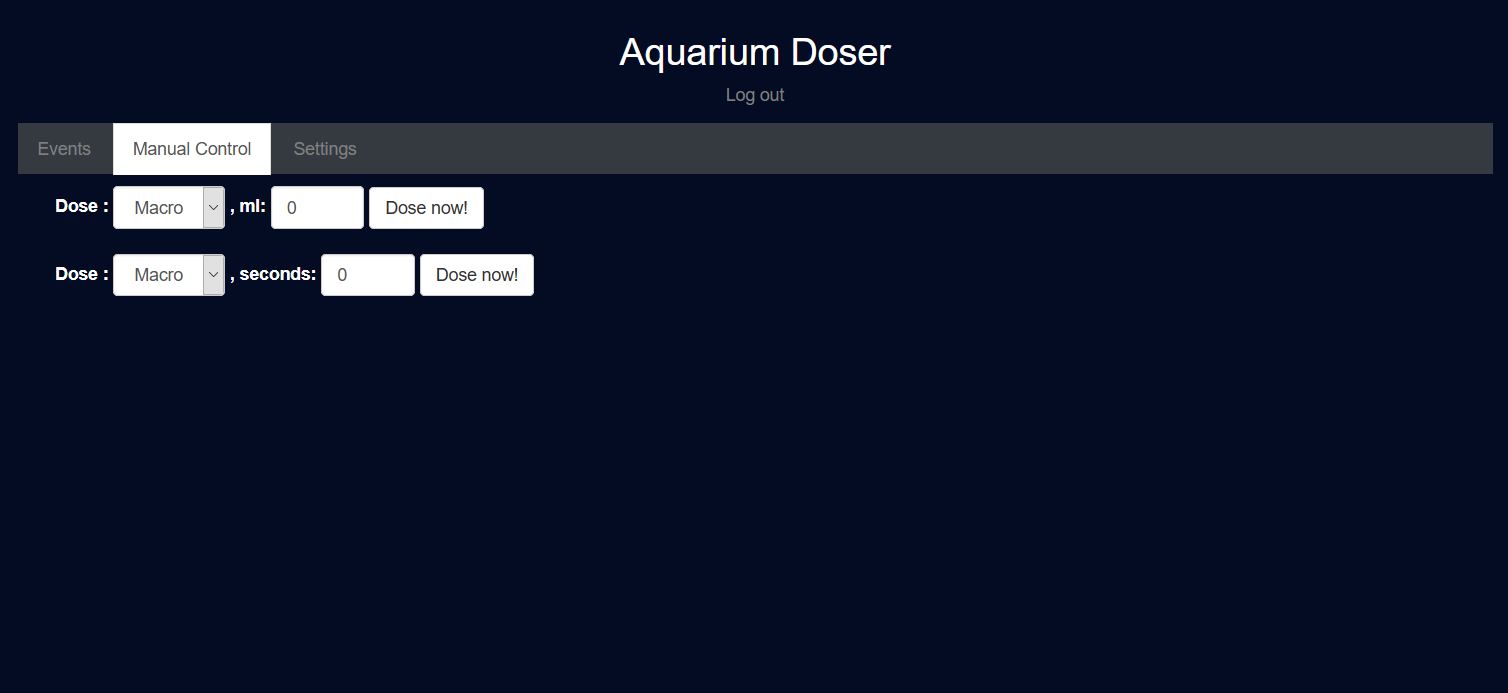 Aquarium Doser
Log out
Events Manual Control Settings
Dose : Macro , ml: 0 Dose now!
Dose : Macro , seconds: 0 Dose now!